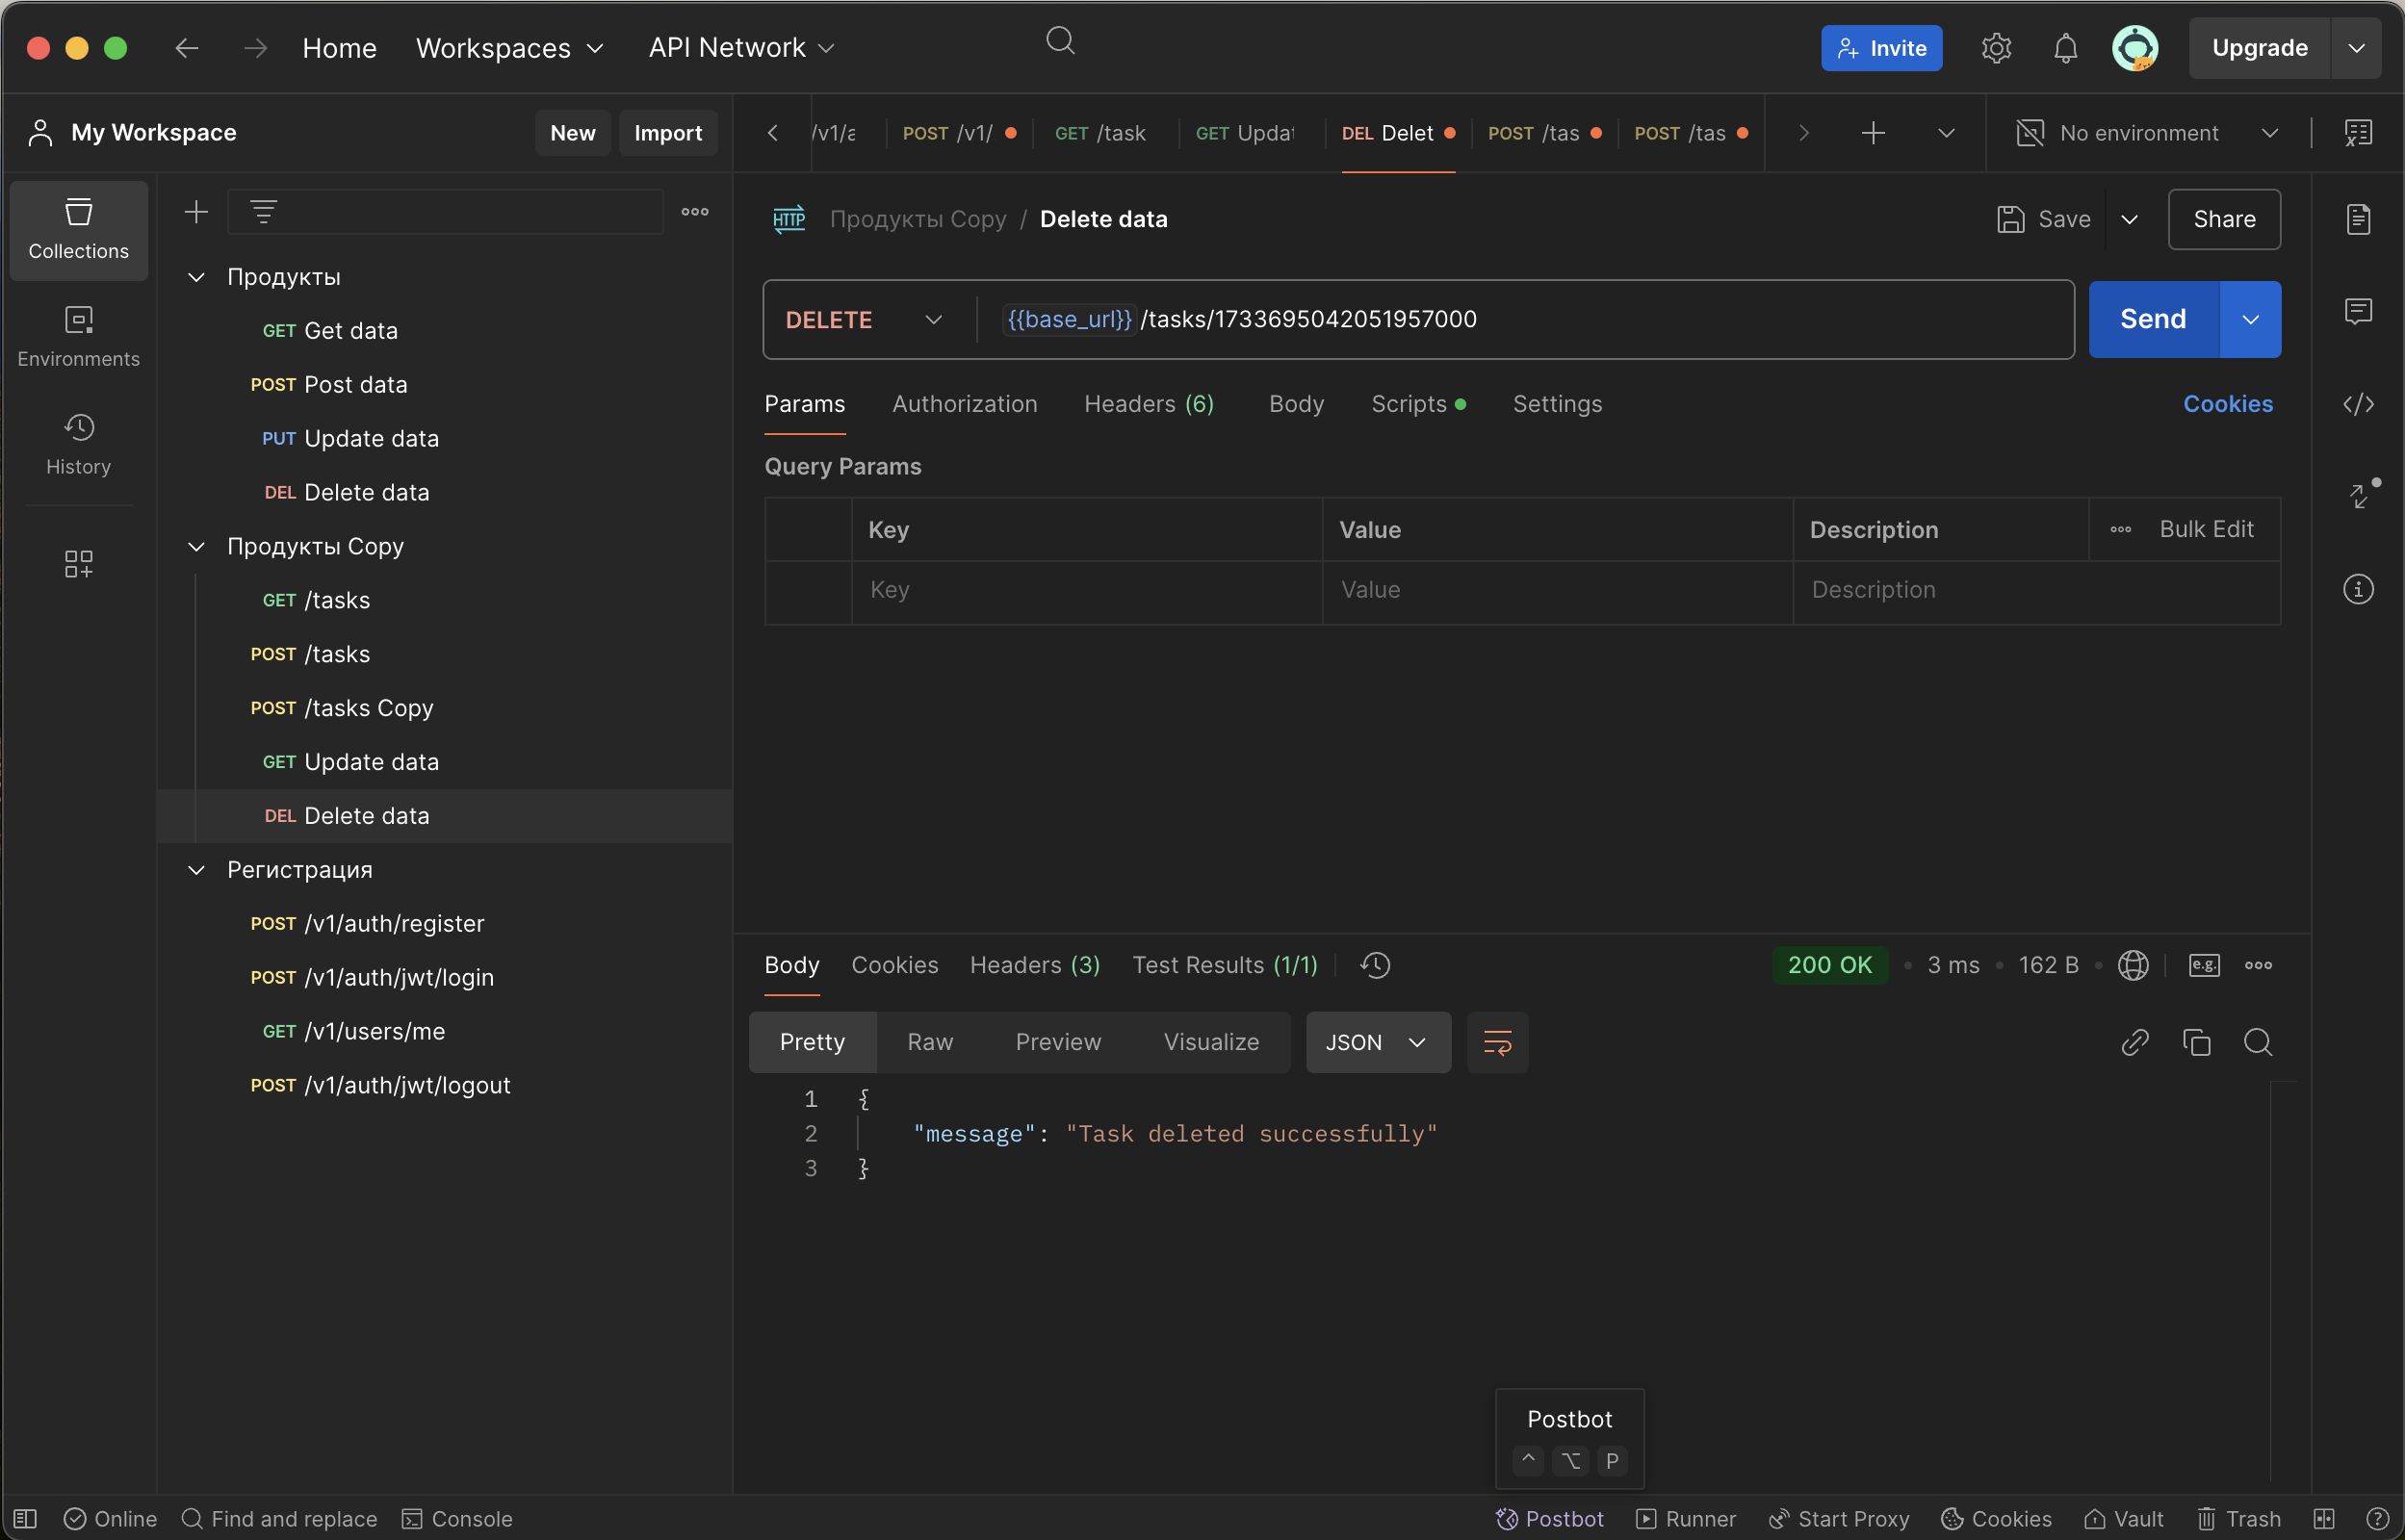 Home Workspaces API Network Invite Upgrade
My Workspace New Import
/v1/a POST /v1/ GET /task GET Updat DEL Delet POST /tas POST /tas No environment
Collections
Environments
History
Продукты
GET Get data
POST Post data
PUT Update data
DEL Delete data
Продукты Copy
GET /tasks
POST /tasks
POST /tasks Copy
GET Update data
DEL Delete data
Регистрация
POST /v1/auth/register
POST /v1/auth/jwt/login
GET /v1/users/me
POST /v1/auth/jwt/logout
HTTP Продукты Copy / Delete data Save Share
DELETE {{base_url}}/tasks/1733695042051957000 Send
Params Authorization Headers (6) Body Scripts Settings Cookies
Query Params
Key Value Description Bulk Edit
Key Value Description
Body Cookies Headers (3) Test Results (1/1) 200 OK 3 ms 162 B e.g.
Pretty Raw Preview Visualize JSON
1 {
2 "message": "Task deleted successfully"
3 }
Postbot
^ ⌥ P
Online Find and replace Console Postbot Runner Start Proxy Cookies Vault Trash